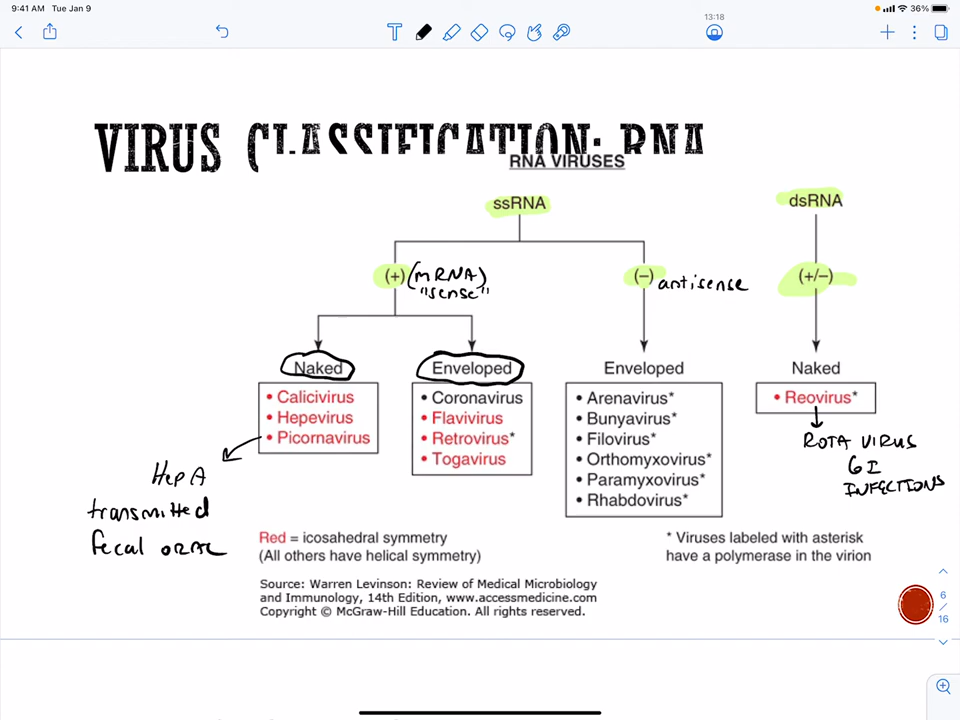 9:41 AM Tue Jan 9
13:18
36%
T
VIRUS CLASSIFICATION: RNA
RNA VIRUSES
ssRNA
dsRNA
(+) (mRNA)
"sense"
(–) antisense
(+/–)
Naked
Enveloped
Enveloped
Naked
• Calicivirus
• Hepevirus
• Picornavirus
• Coronavirus
• Flavivirus
• Retrovirus*
• Togavirus
• Arenavirus*
• Bunyavirus*
• Filovirus*
• Orthomyxovirus*
• Paramyxovirus*
• Rhabdovirus*
• Reovirus*
ROTA VIRUS
GI
INFECTIONS
HepA
transmitted
fecal ORAL
Red = icosahedral symmetry
(All others have helical symmetry)
* Viruses labeled with asterisk
have a polymerase in the virion
Source: Warren Levinson: Review of Medical Microbiology
and Immunology, 14th Edition, www.accessmedicine.com
Copyright © McGraw-Hill Education. All rights reserved.
6
/
16